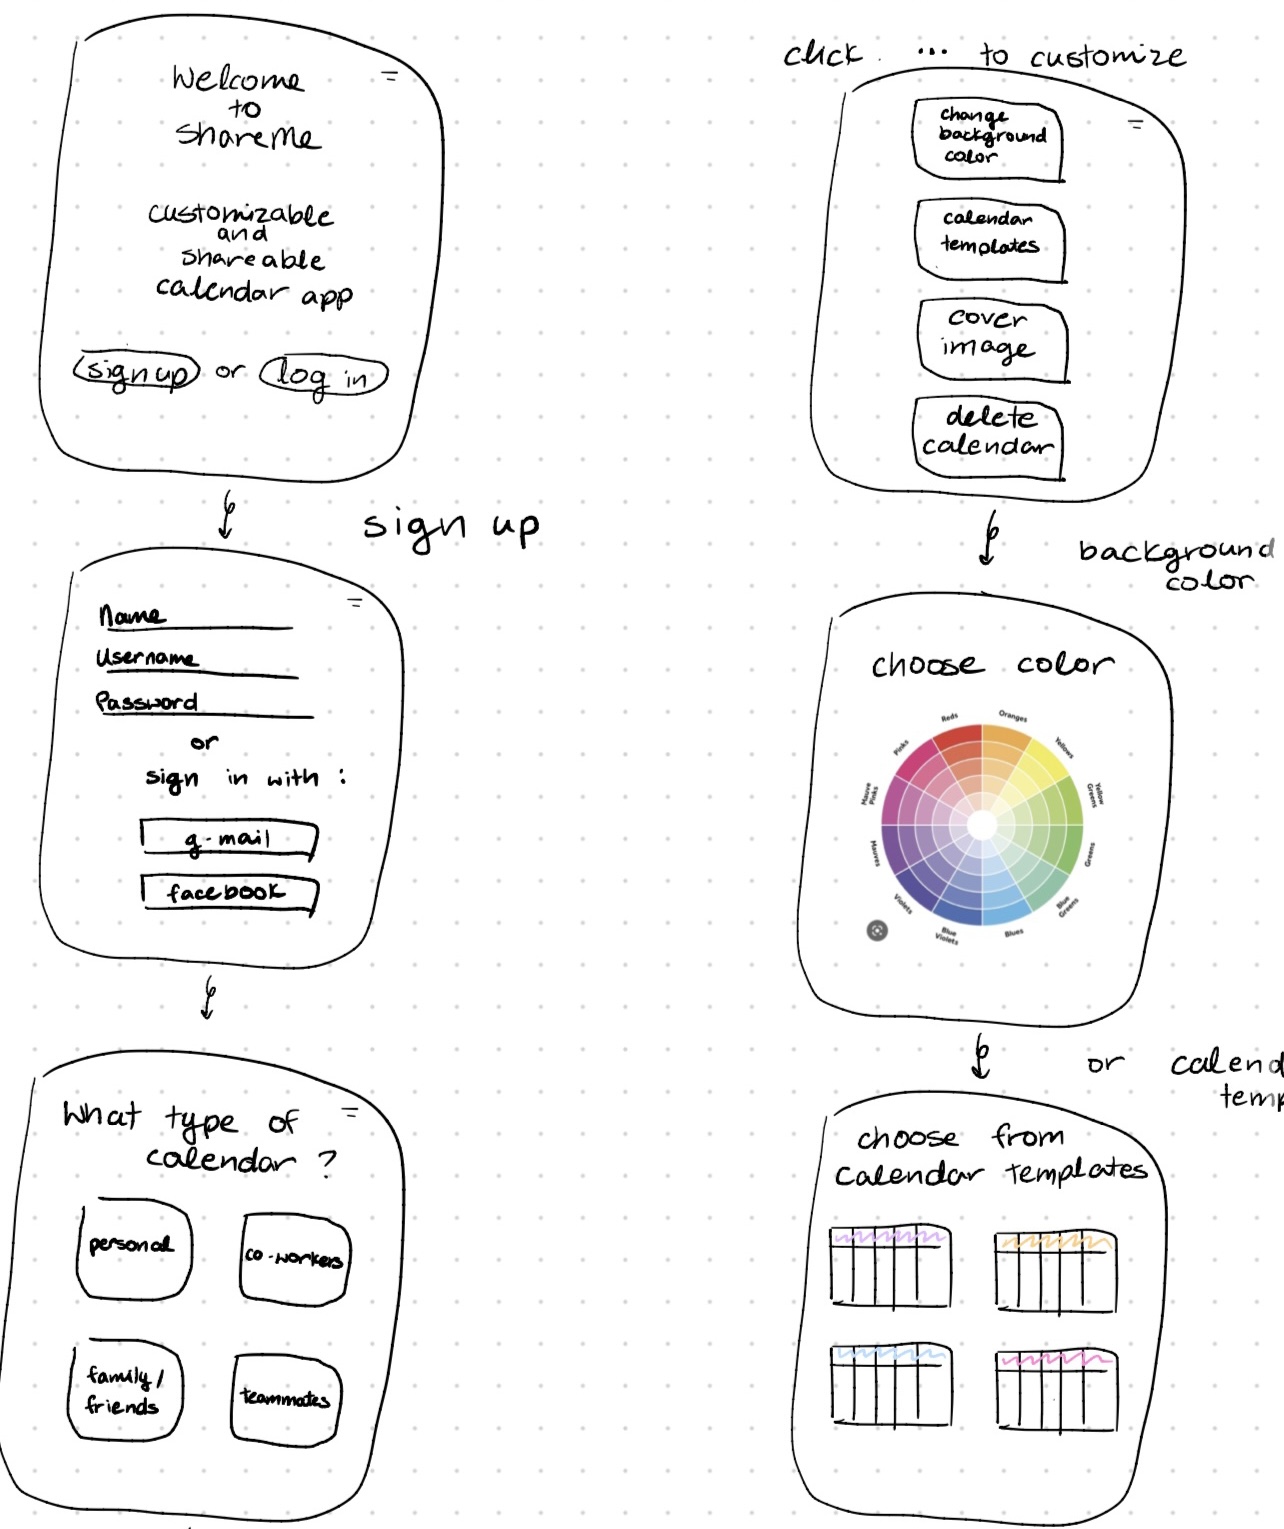 Welcome
to
ShareMe
customizable
and
shareable
calendar app
sign up or log in
sign up
Name
Username
Password
or
sign in with :
g-mail
facebook
What type of
calendar ?
personal
co-workers
family/
friends
teammates
click ... to customize
change
background
color
calendar
templates
cover
image
delete
calendar
background
color
choose color
Reds
Oranges
Yellows
Yellow
Greens
Greens
Blue
Greens
Blues
Blue
Violets
Violets
Mauves
Mauve
Pinks
Pinks
or calend
temp
choose from
calendar templates